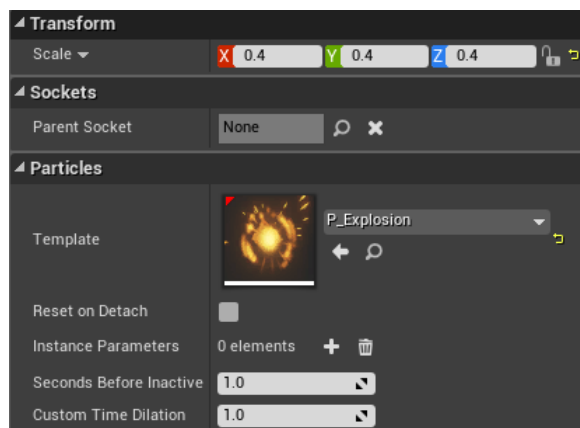 Transform
Scale X 0.4 Y 0.4 Z 0.4
Sockets
Parent Socket None
Particles
Template P_Explosion
Reset on Detach
Instance Parameters 0 elements
Seconds Before Inactive 1.0
Custom Time Dilation 1.0